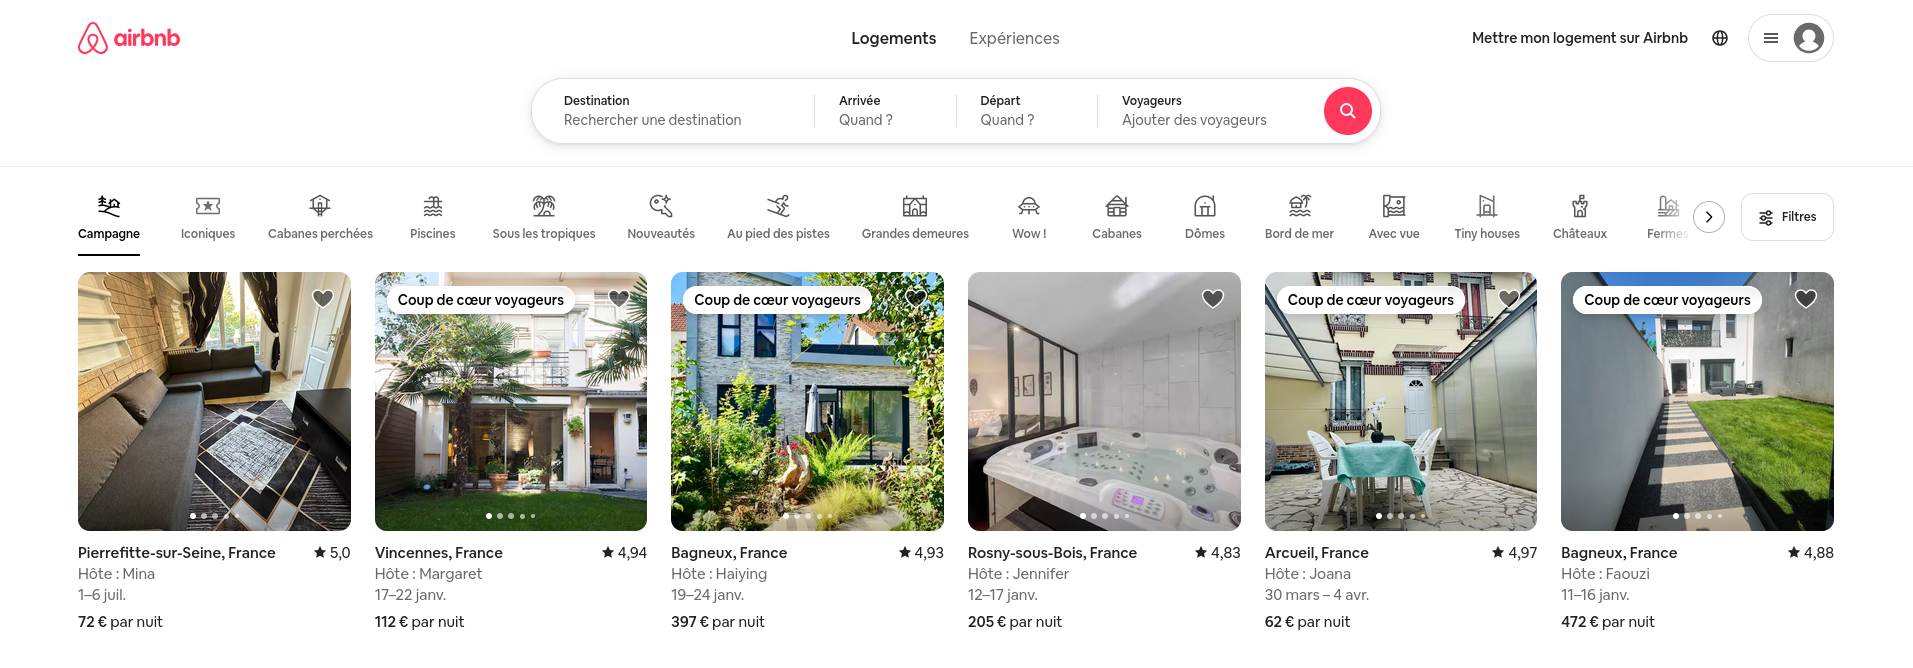 airbnb
Logements
Expériences
Mettre mon logement sur Airbnb
Destination
Rechercher une destination
Arrivée
Quand ?
Départ
Quand ?
Voyageurs
Ajouter des voyageurs
Campagne
Iconiques
Cabanes perchées
Piscines
Sous les tropiques
Nouveautés
Au pied des pistes
Grandes demeures
Wow !
Cabanes
Dômes
Bord de mer
Avec vue
Tiny houses
Châteaux
Fermes
Filtres
Coup de cœur voyageurs
Coup de cœur voyageurs
Coup de cœur voyageurs
Coup de cœur voyageurs
Pierrefitte-sur-Seine, France
5,0
Hôte : Mina
1–6 juil.
72 € par nuit
Vincennes, France
4,94
Hôte : Margaret
17–22 janv.
112 € par nuit
Bagneux, France
4,93
Hôte : Haiying
19–24 janv.
397 € par nuit
Rosny-sous-Bois, France
4,83
Hôte : Jennifer
12–17 janv.
205 € par nuit
Arcueil, France
4,97
Hôte : Joana
30 mars – 4 avr.
62 € par nuit
Bagneux, France
4,88
Hôte : Faouzi
11–16 janv.
472 € par nuit